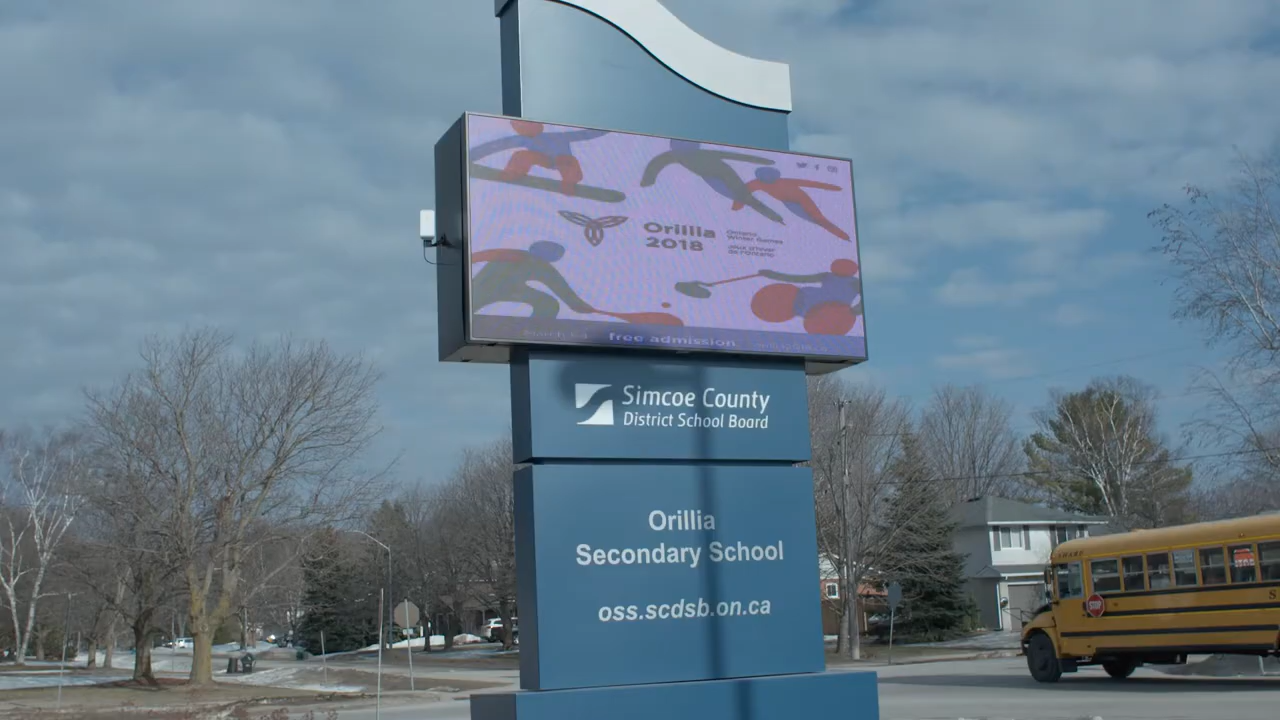 Orillia
2018
Ontario
Winter Games
Jeux d'hiver
de l'Ontario
free admission
Simcoe County
District School Board
Orillia
Secondary School
oss.scdsb.on.ca
STOP